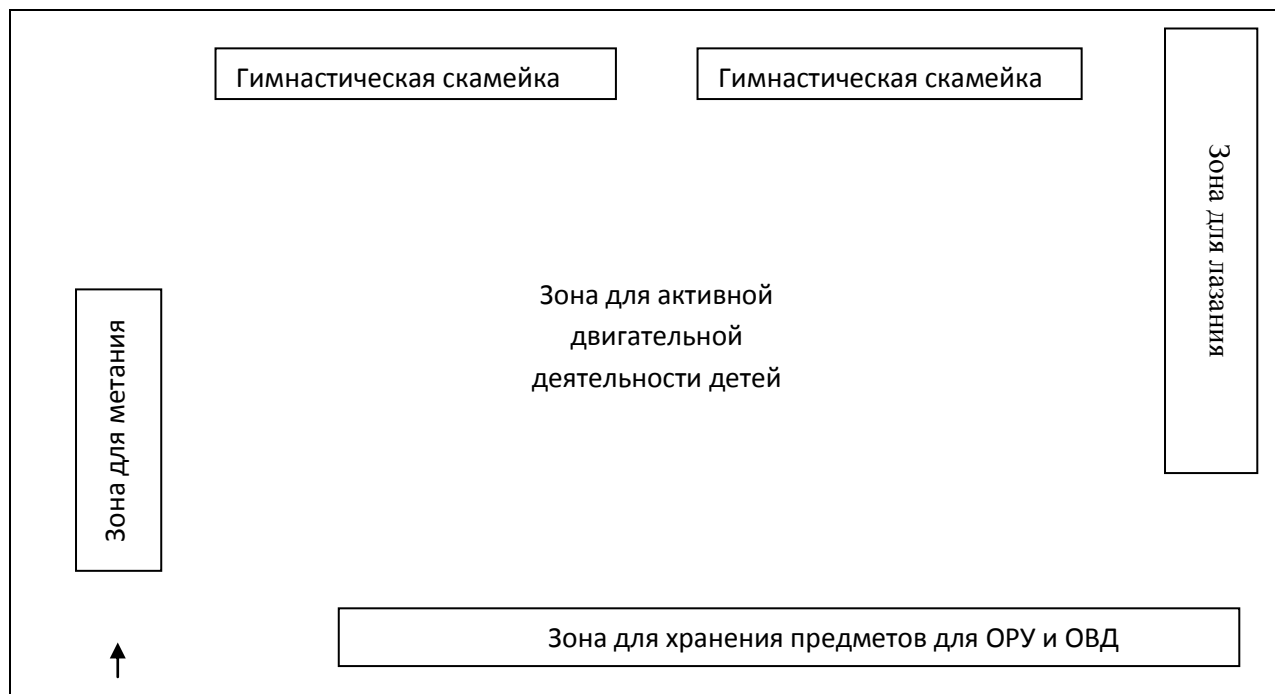 Гимнастическая скамейка
Гимнастическая скамейка
Зона для лазания
Зона для активной
двигательной
деятельности детей
Зона для метания
Зона для хранения предметов для ОРУ и ОВД